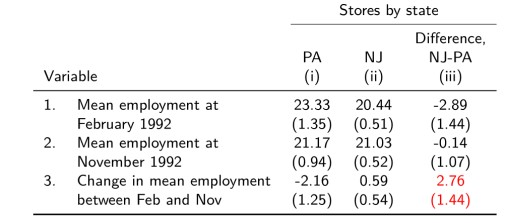 Stores by state
Difference,
PA NJ NJ-PA
Variable (i) (ii) (iii)
1. Mean employment at 23.33 20.44 -2.89
February 1992 (1.35) (0.51) (1.44)
2. Mean employment at 21.17 21.03 -0.14
November 1992 (0.94) (0.52) (1.07)
3. Change in mean employment -2.16 0.59 2.76
between Feb and Nov (1.25) (0.54) (1.44)